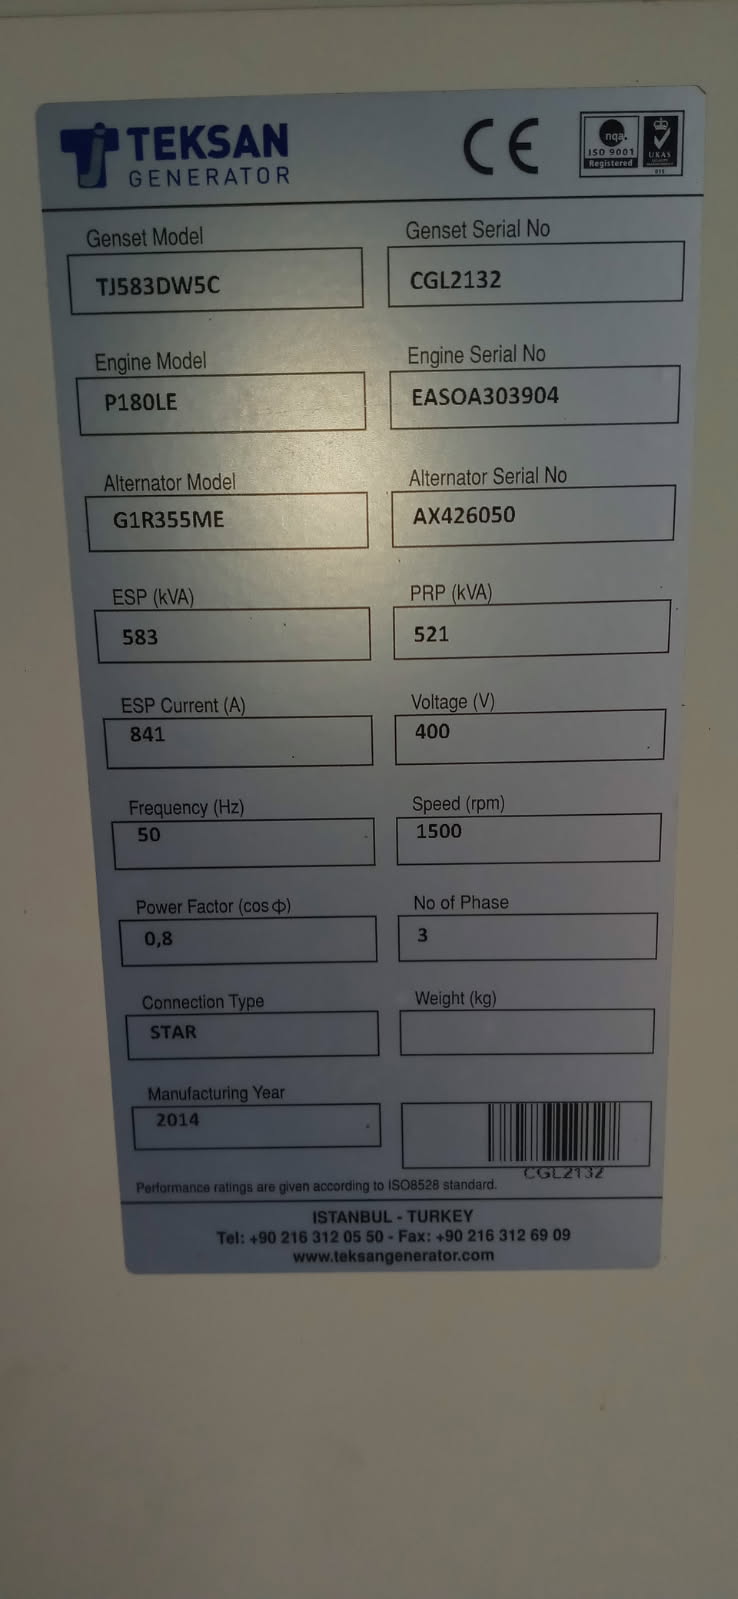 TEKSAN
GENERATOR
CE
nqa.
ISO 9001
Registered
UKAS
Genset Model
Genset Serial No
TJ583DW5C
CGL2132
Engine Model
Engine Serial No
P180LE
EASOA303904
Alternator Model
Alternator Serial No
G1R355ME
AX426050
ESP (kVA)
PRP (kVA)
583
521
ESP Current (A)
Voltage (V)
841
400
Frequency (Hz)
Speed (rpm)
50
1500
Power Factor (cos ф)
No of Phase
0,8
3
Connection Type
Weight (kg)
STAR
Manufacturing Year
2014
CGL2132
Performance ratings are given according to ISO8528 standard.
ISTANBUL - TURKEY
Tel: +90 216 312 05 50 - Fax: +90 216 312 69 09
www.teksangenerator.com